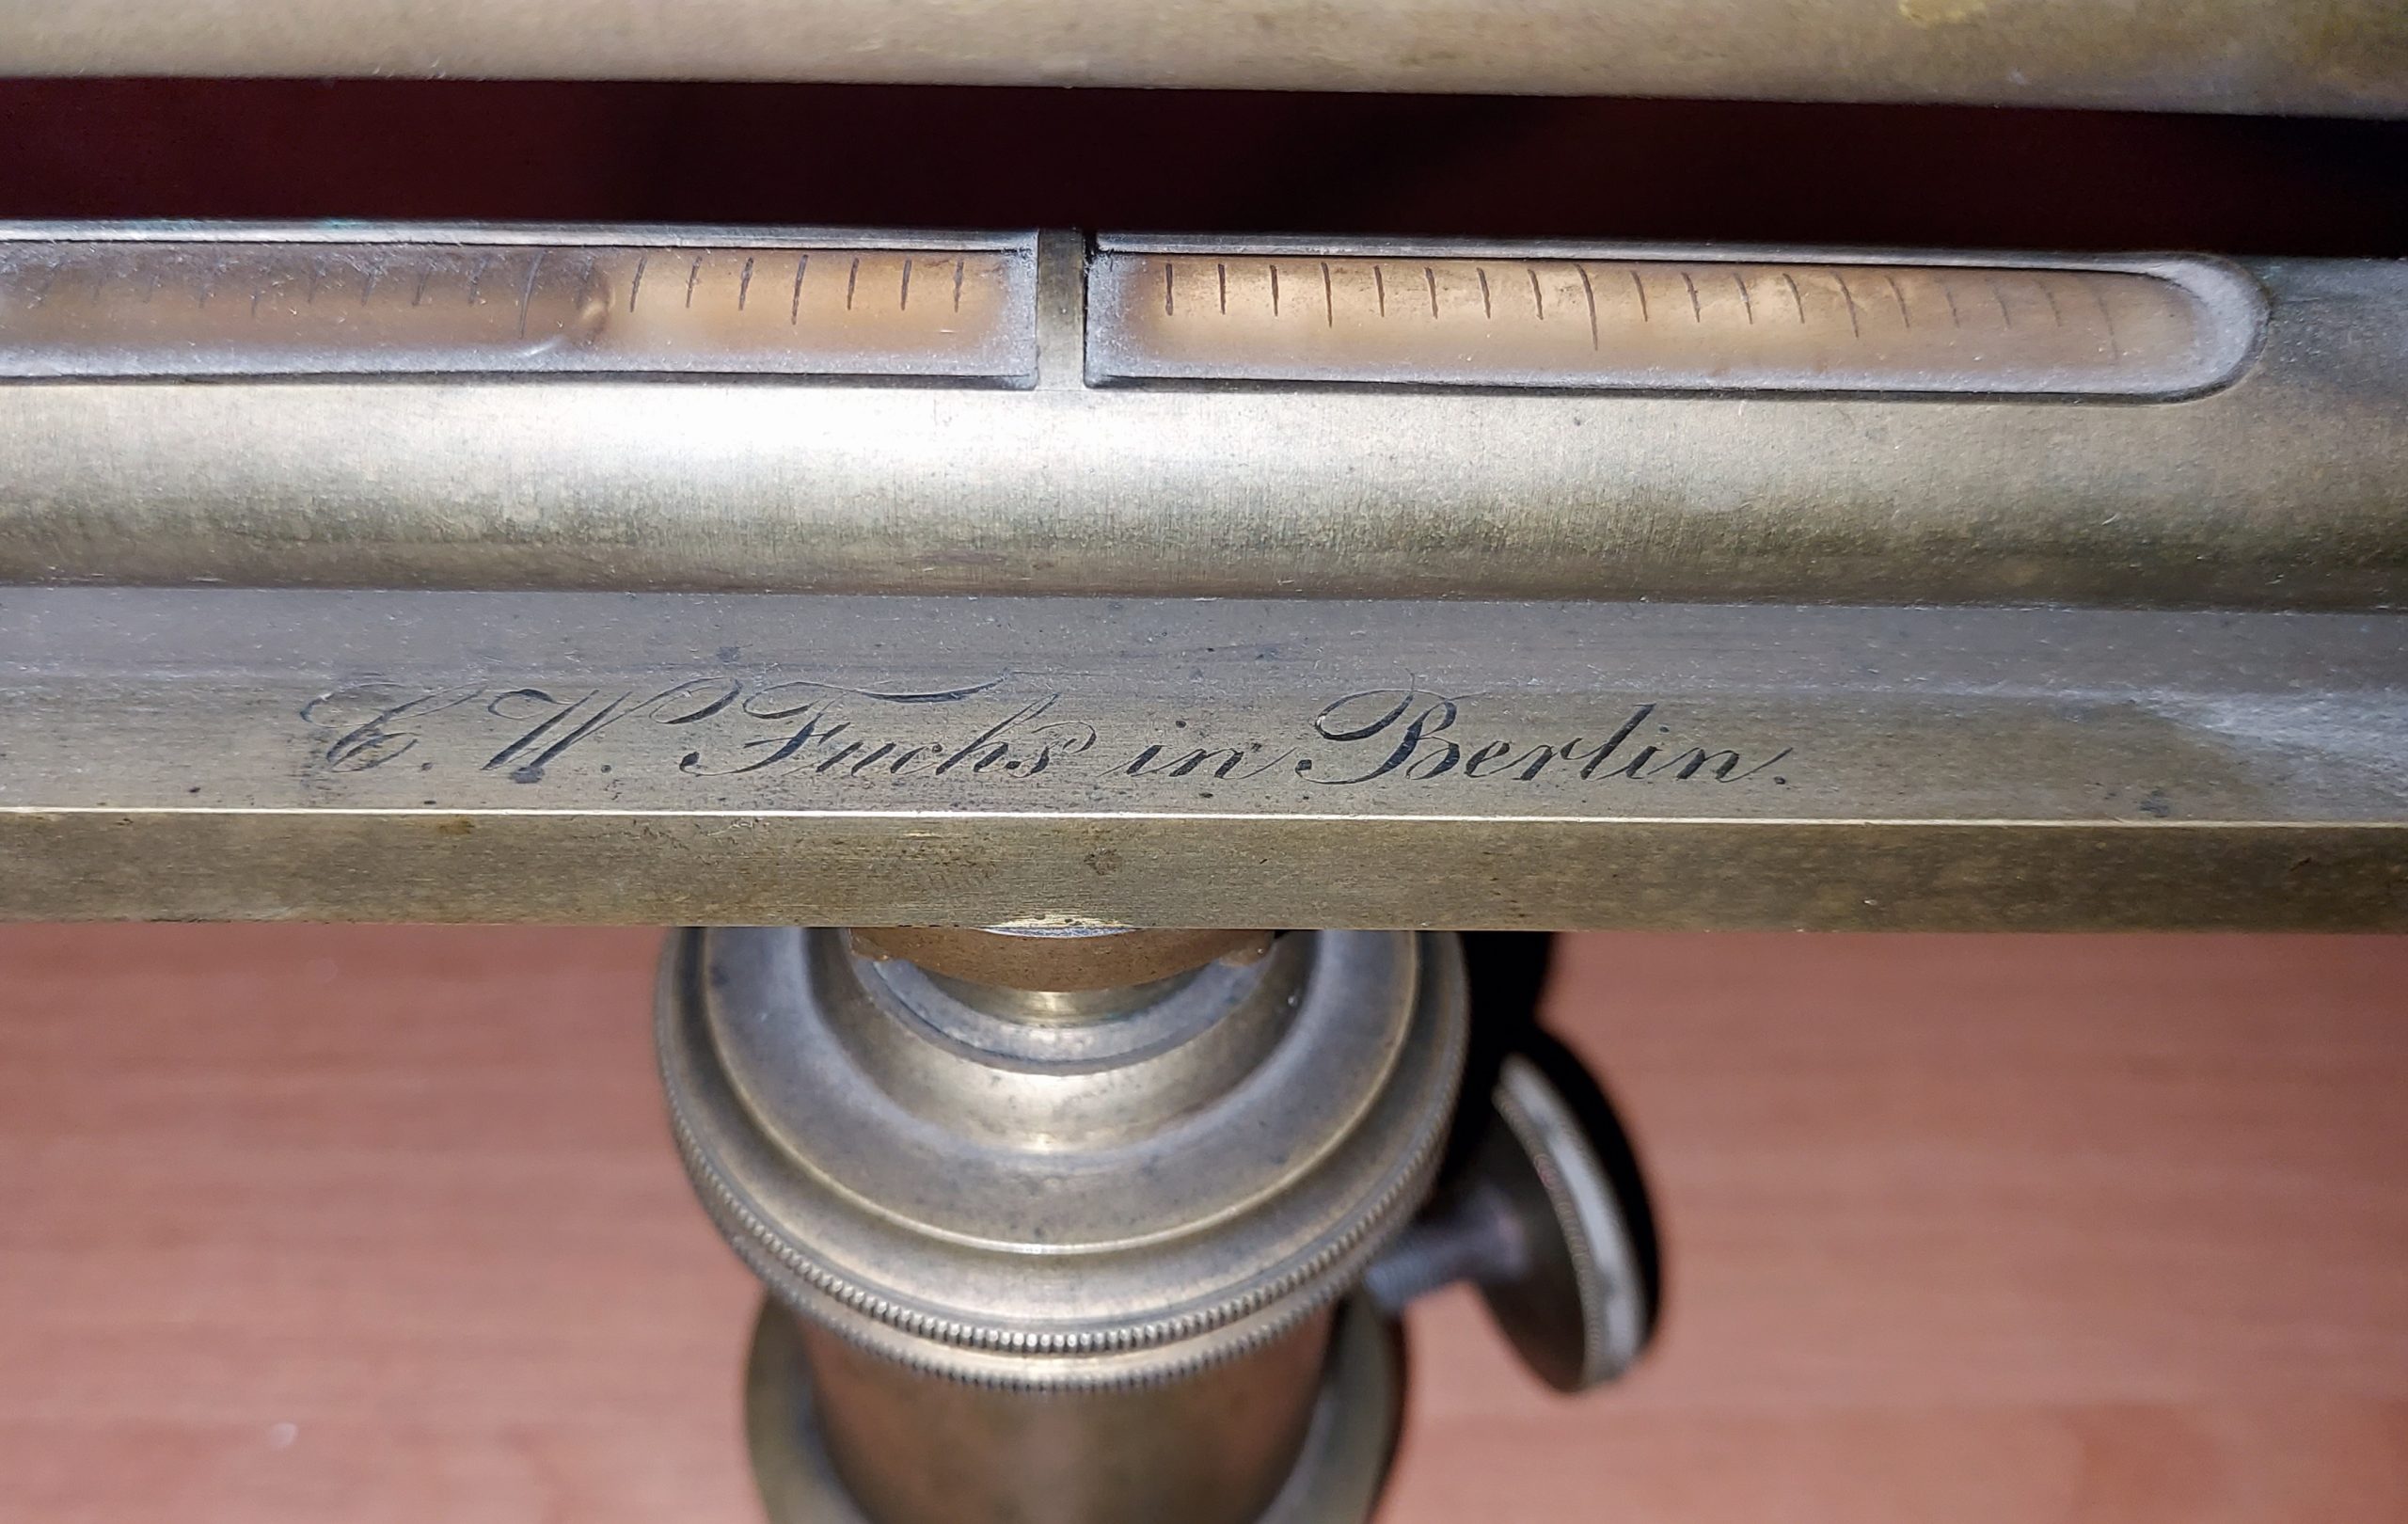 C. W. Fuchs in Berlin.